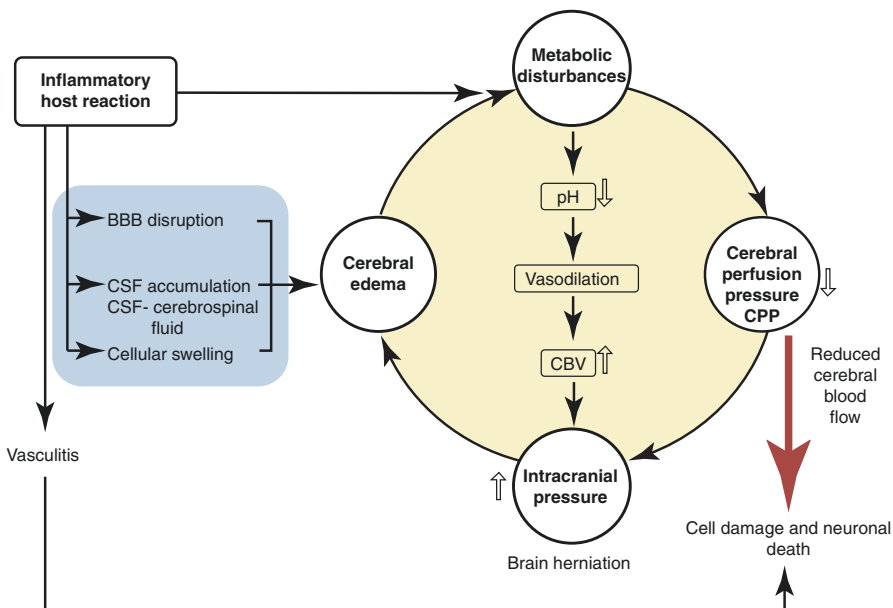 Metabolic
disturbances
Inflammatory
host reaction
BBB disruption
CSF accumulation
CSF- cerebrospinal
fluid
Cellular swelling
Cerebral
edema
pH
Vasodilation
CBV
Cerebral
perfusion
pressure
CPP
Reduced
cerebral
blood
flow
Vasculitis
Intracranial
pressure
Brain herniation
Cell damage and neuronal
death